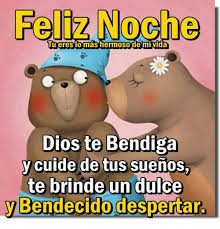 Feliz Noche
Tu eres lo más hermoso de mi vida
Dios te Bendiga
y cuide de tus sueños,
te brinde un dulce
y Bendecido despertar.